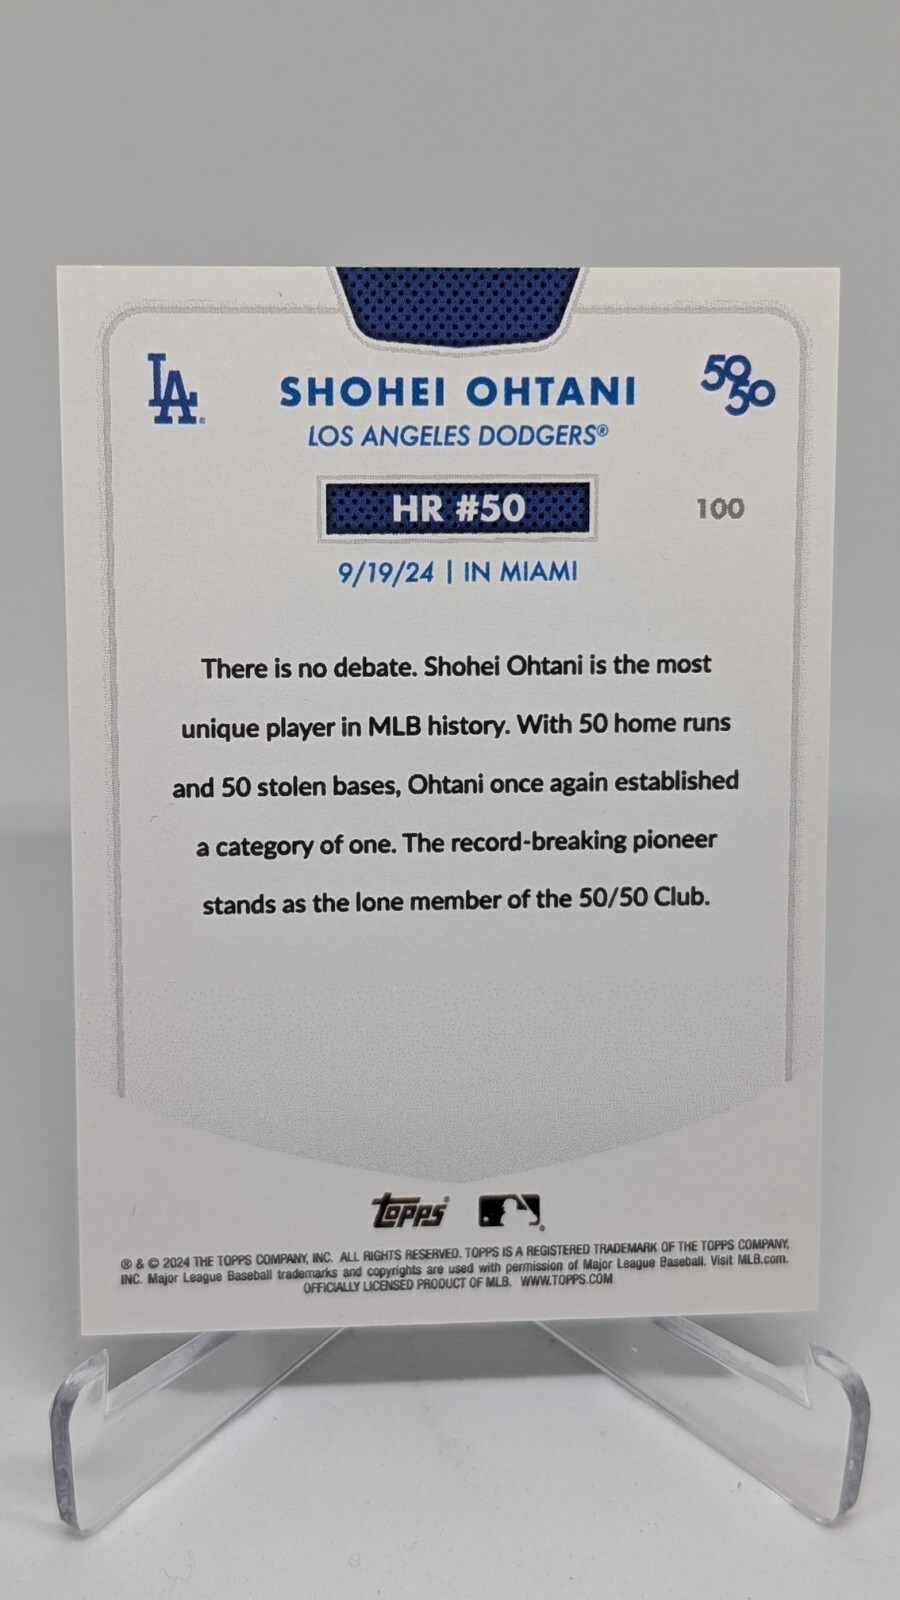 LA
SHOHEI OHTANI
50
50
LOS ANGELES DODGERS®
HR #50
100
9/19/24 | IN MIAMI
There is no debate. Shohei Ohtani is the most
unique player in MLB history. With 50 home runs
and 50 stolen bases, Ohtani once again established
a category of one. The record-breaking pioneer
stands as the lone member of the 50/50 Club.
Topps®
® & © 2024 THE TOPPS COMPANY, INC. ALL RIGHTS RESERVED. TOPPS IS A REGISTERED TRADEMARK OF THE TOPPS COMPANY,
INC. Major League Baseball trademarks and copyrights are used with permission of Major League Baseball. Visit MLB.com.
OFFICIALLY LICENSED PRODUCT OF MLB. WWW.TOPPS.COM